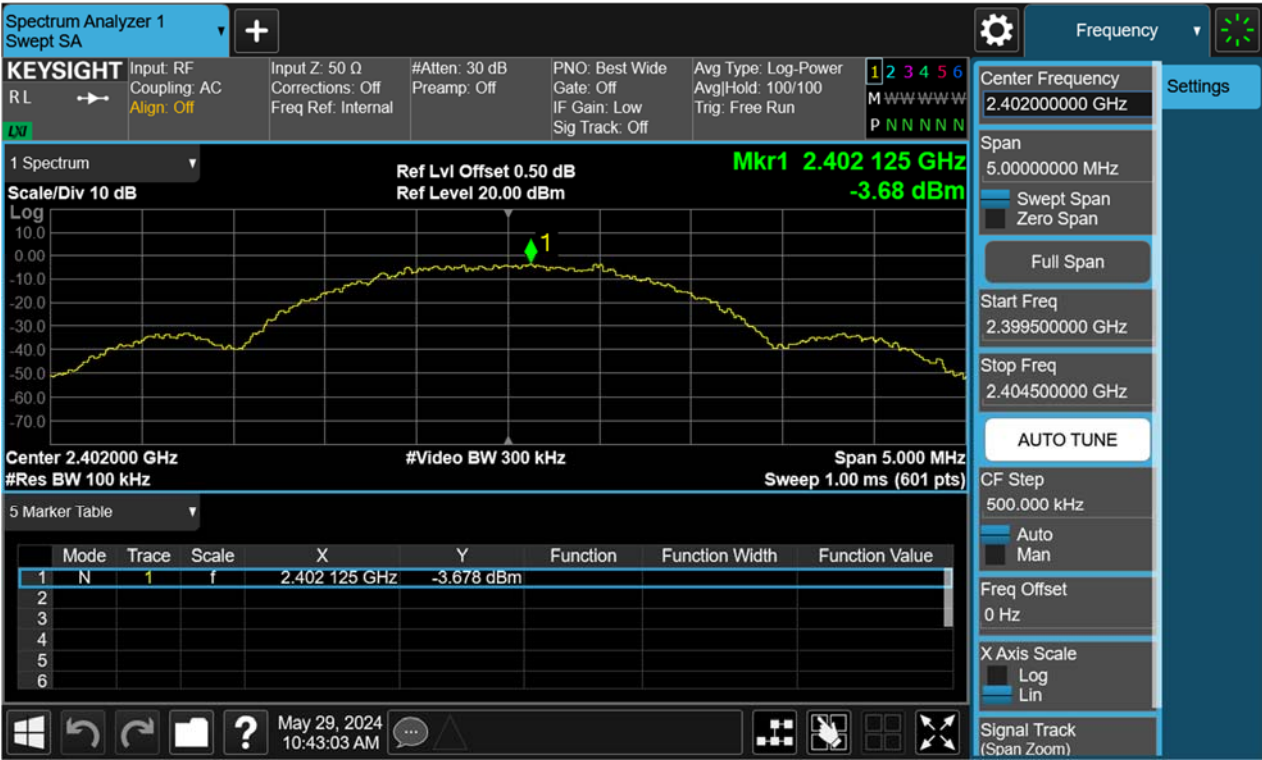 Spectrum Analyzer 1
Swept SA
Frequency
KEYSIGHT
R L
LXI
Input: RF
Coupling: AC
Align: Off
Input Z: 50 Ω
Corrections: Off
Freq Ref: Internal
#Atten: 30 dB
Preamp: Off
PNO: Best Wide
Gate: Off
IF Gain: Low
Sig Track: Off
Avg Type: Log-Power
Avg|Hold: 100/100
Trig: Free Run
1 2 3 4 5 6
M W W W W W
P N N N N N
1 Spectrum
Scale/Div 10 dB
Ref Lvl Offset 0.50 dB
Ref Level 20.00 dBm
Mkr1 2.402 125 GHz
-3.68 dBm
Log
10.0
0.00
-10.0
-20.0
-30.0
-40.0
-50.0
-60.0
-70.0
1
Center 2.402000 GHz
#Video BW 300 kHz
Span 5.000 MHz
#Res BW 100 kHz
Sweep 1.00 ms (601 pts)
5 Marker Table
Mode Trace Scale X Y Function Function Width Function Value
1 N 1 f 2.402 125 GHz -3.678 dBm
2
3
4
5
6
?
May 29, 2024
10:43:03 AM
Center Frequency
2.402000000 GHz
Settings
Span
5.00000000 MHz
Swept Span
Zero Span
Full Span
Start Freq
2.399500000 GHz
Stop Freq
2.404500000 GHz
AUTO TUNE
CF Step
500.000 kHz
Auto
Man
Freq Offset
0 Hz
X Axis Scale
Log
Lin
Signal Track
(Span Zoom)